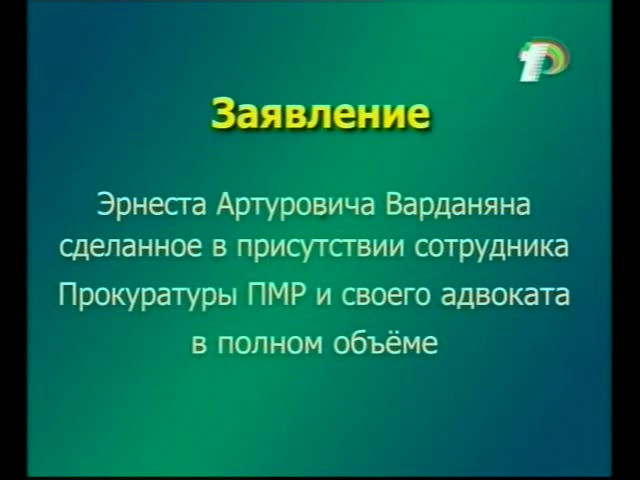 Заявление
Эрнеста Артуровича Варданяна
сделанное в присутствии сотрудника
Прокуратуры ПМР и своего адвоката
в полном объёме